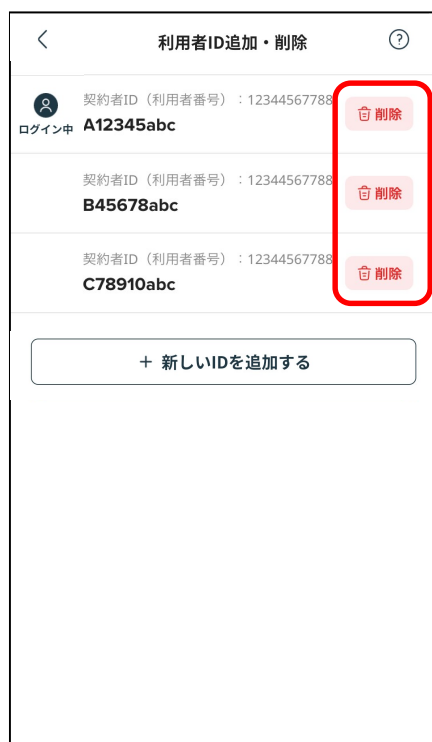 利用者ID追加・削除
?
契約者ID（利用者番号）：12344567788
ログイン中
A12345abc
削除
契約者ID（利用者番号）：12344567788
B45678abc
削除
契約者ID（利用者番号）：12344567788
C78910abc
削除
+ 新しいIDを追加する